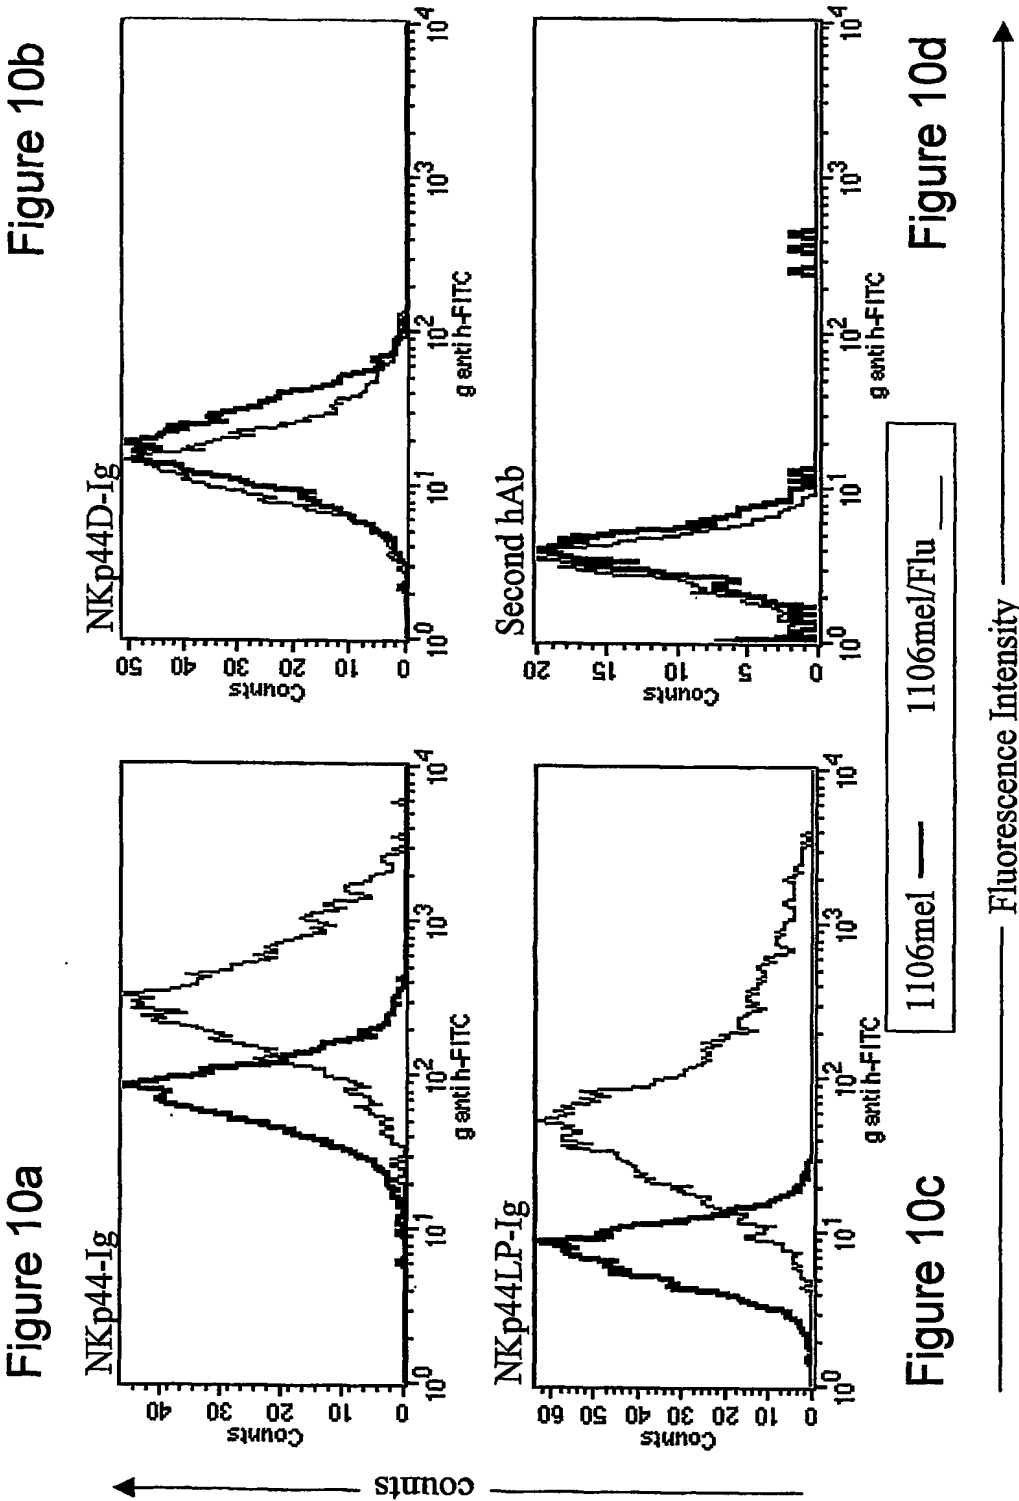 Figure 10a
Figure 10b
NKp44-Ig
Counts
40
30
20
10
0
10^0
10^1
10^2
10^3
10^4
g anti h-FITC
NKp44D-Ig
Counts
50
40
30
20
10
0
10^0
10^1
10^2
10^3
10^4
g anti h-FITC
NKp44LP-Ig
Counts
60
50
40
30
20
10
0
10^0
10^1
10^2
10^3
10^4
g anti h-FITC
Second hAb
Counts
20
15
10
5
0
10^0
10^1
10^2
10^3
10^4
g anti h-FITC
Figure 10c
Figure 10d
1106mel 1106mel/Flu
counts
Fluorescence Intensity